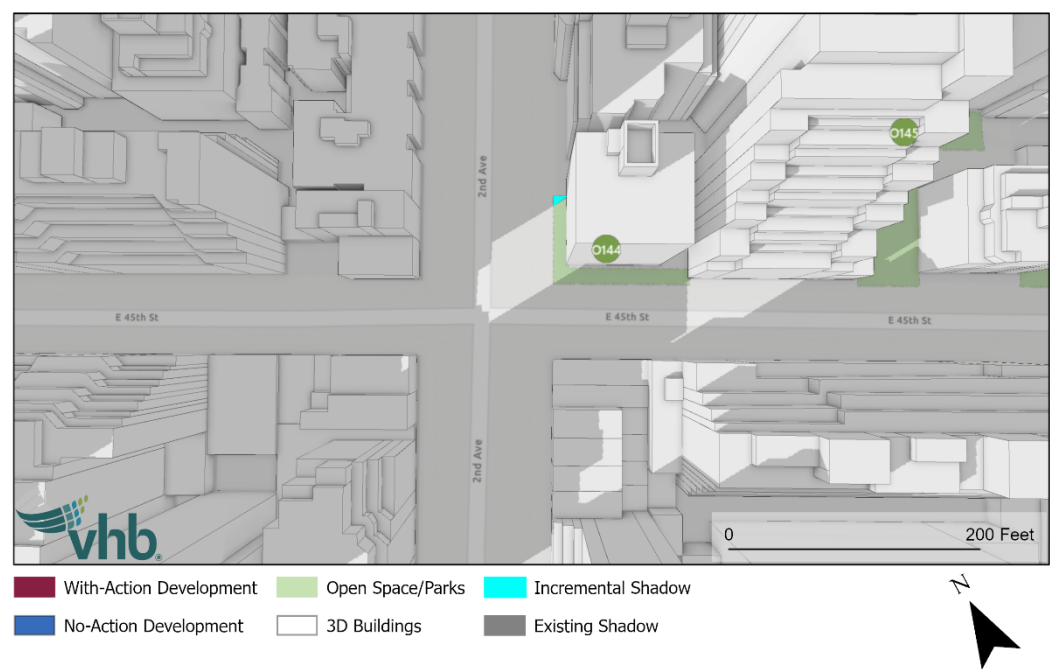 O145
2nd Ave
O144
E 45th St
E 45th St
E 45th St
2nd Ave
vhb®
0 200 Feet
With-Action Development
Open Space/Parks
Incremental Shadow
No-Action Development
3D Buildings
Existing Shadow
N